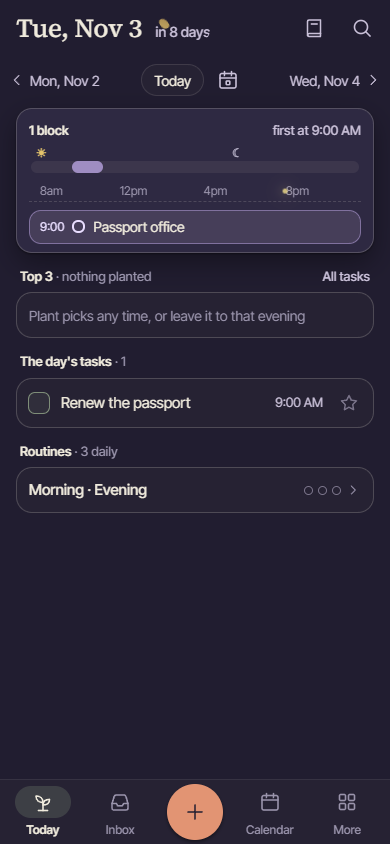 Tue, Nov 3 in 8 days
Mon, Nov 2 Today Wed, Nov 4
1 block first at 9:00 AM
8am 12pm 4pm 8pm
9:00 Passport office
Top 3 · nothing planted All tasks
Plant picks any time, or leave it to that evening
The day's tasks · 1
Renew the passport 9:00 AM
Routines · 3 daily
Morning · Evening
Today Inbox Calendar More